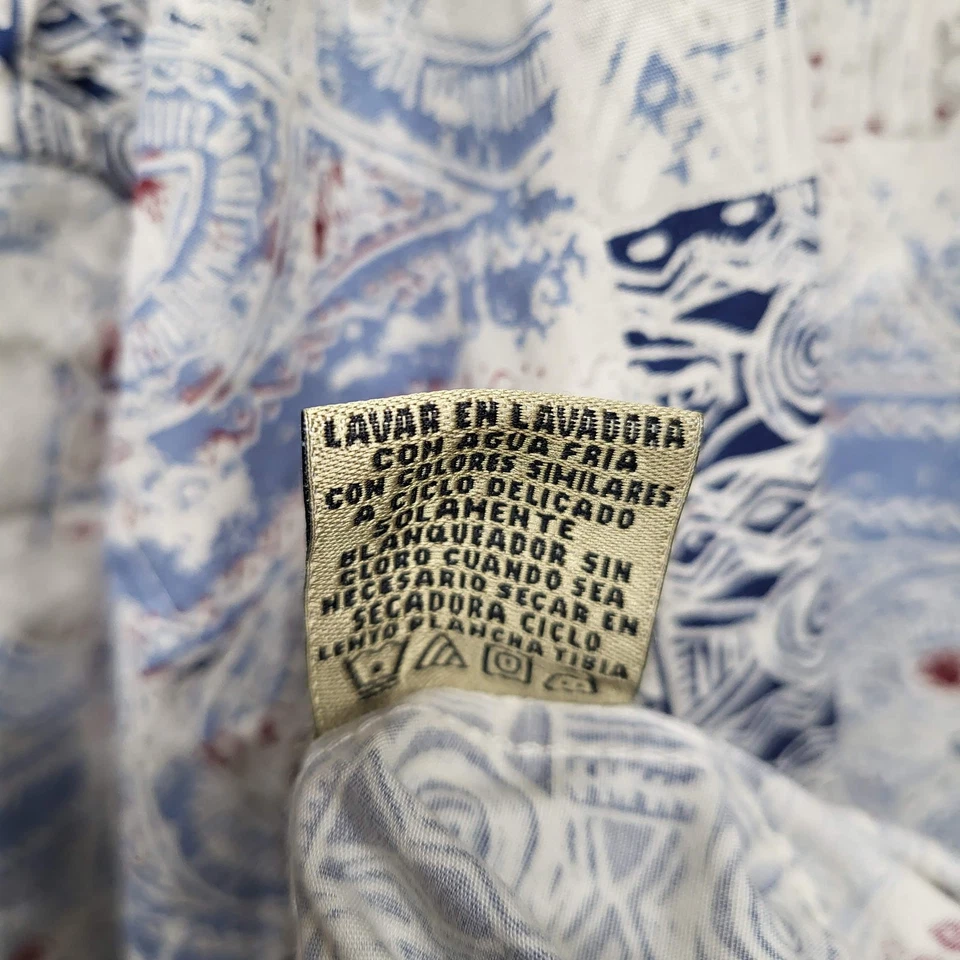 LAVAR EN LAVADORA
CON AGUA FRIA
CON COLORES SIMILARES
A CICLO DELICADO
SOLAMENTE
BLANQUEADOR SIN
CLORO CUANDO SEA
NECESARIO SECAR EN
SECADORA CICLO
LENTO PLANCHA TIBIA